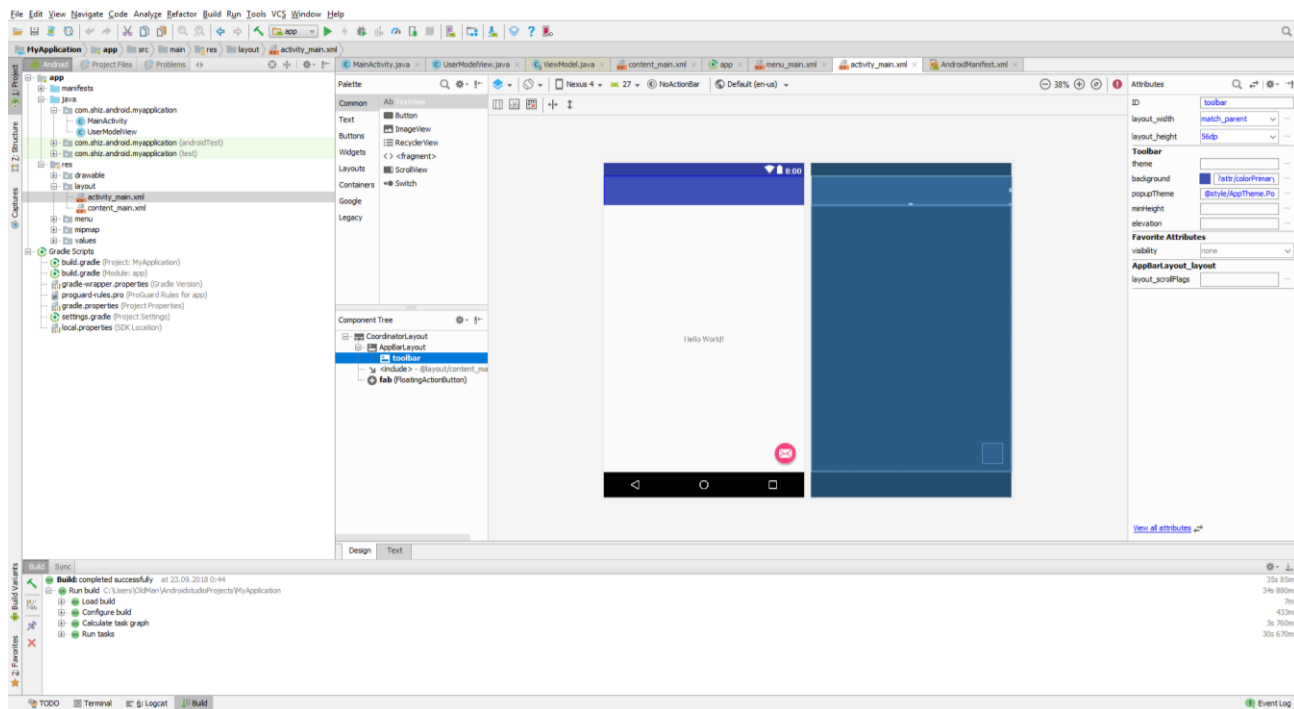 File Edit View Navigate Code Analyze Refactor Build Run Tools VCS Window Help
app
MyApplication app src main res layout activity_main.xml
Android Project Files Problems
MainActivity.java UserModelView.java ViewModel.java content_main.xml app menu_main.xml activity_main.xml AndroidManifest.xml
1: Project
Z: Structure
Captures
Build Variants
2: Favorites
app
manifests
java
com.shiz.android.myapplication
MainActivity
UserModelView
com.shiz.android.myapplication (androidTest)
com.shiz.android.myapplication (test)
res
drawable
layout
activity_main.xml
content_main.xml
menu
mipmap
values
Gradle Scripts
build.gradle (Project: MyApplication)
build.gradle (Module: app)
gradle-wrapper.properties (Gradle Version)
proguard-rules.pro (ProGuard Rules for app)
gradle.properties (Project Properties)
settings.gradle (Project Settings)
local.properties (SDK Location)
Palette
Common
Text
Buttons
Widgets
Layouts
Containers
Google
Legacy
Ab TextView
Button
ImageView
RecyclerView
<fragment>
ScrollView
Switch
Component Tree
CoordinatorLayout
AppBarLayout
toolbar
<include> - @layout/content_ma
fab (FloatingActionButton)
Nexus 4 27 NoActionBar Default (en-us) 38%
8:00
Hello World!
Attributes
ID toolbar
layout_width match_parent
layout_height 56dp
Toolbar
theme
background ?attr/colorPrimary
popupTheme @style/AppTheme.Po
minHeight
elevation
Favorite Attributes
visibility none
AppBarLayout_layout
layout_scrollFlags
View all attributes
Design Text
Build Sync
Build: completed successfully at 23.09.2018 0:44 35s 85m
Run build C:\Users\OldMan\AndroidstudioProjects\MyApplication 34s 880m
Load build 7m
Configure build 433m
Calculate task graph 3s 760m
Run tasks 30s 670m
TODO Terminal 6: Logcat Build
1 Event Log